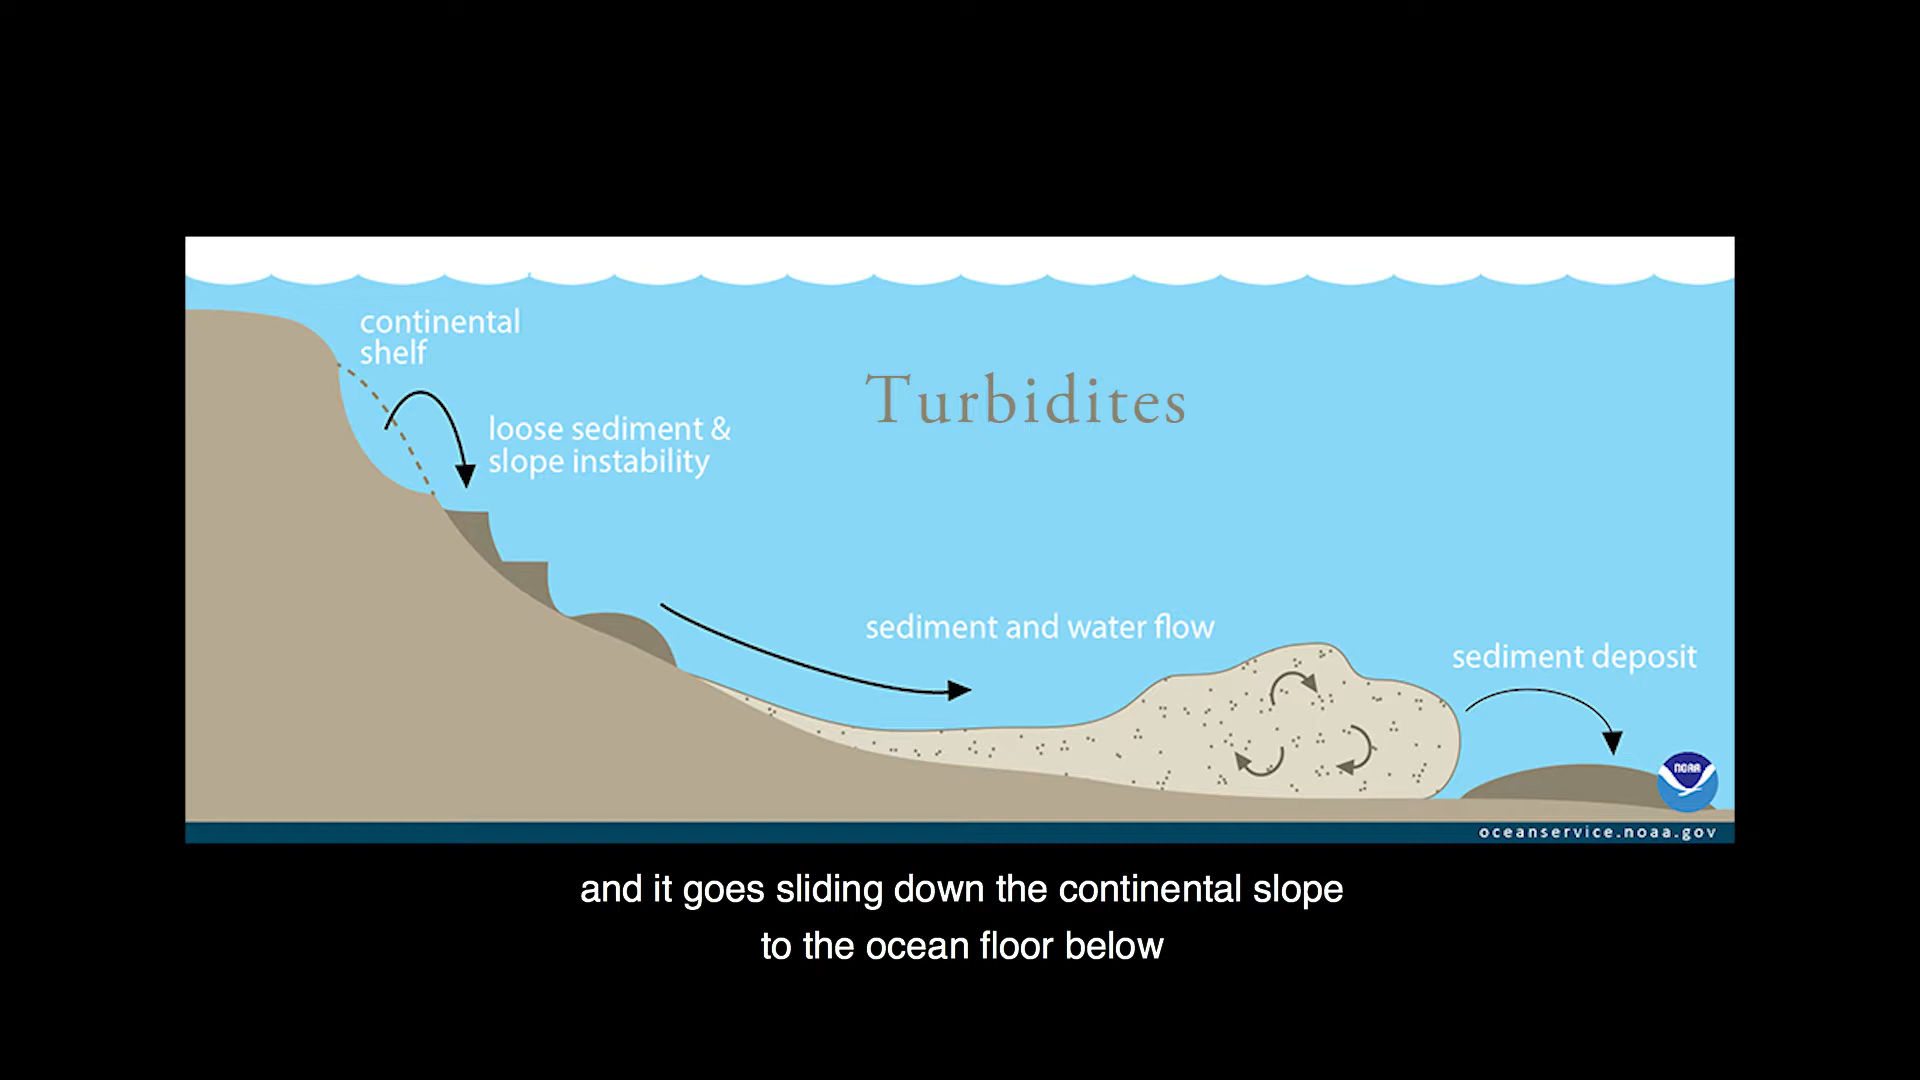 continental
shelf
Turbidites
loose sediment &
slope instability
sediment and water flow
sediment deposit
NOAA
oceanservice.noaa.gov
and it goes sliding down the continental slope
to the ocean floor below